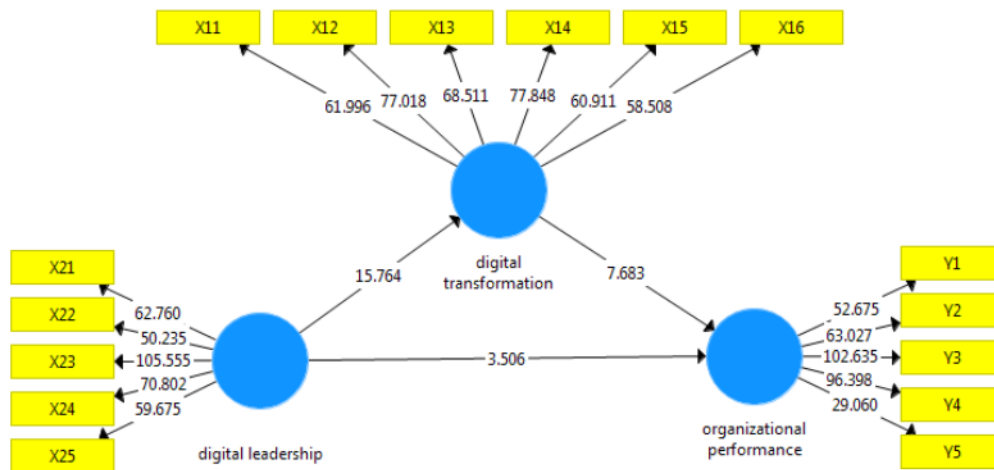 X11 X12 X13 X14 X15 X16
61.996 77.018 68.511 77.848 60.911 58.508
digital
transformation
15.764 7.683
X21
X22
X23
X24
X25
62.760
50.235
105.555
70.802
59.675
digital leadership
3.506
Y1
Y2
Y3
Y4
Y5
52.675
63.027
102.635
96.398
29.060
organizational
performance